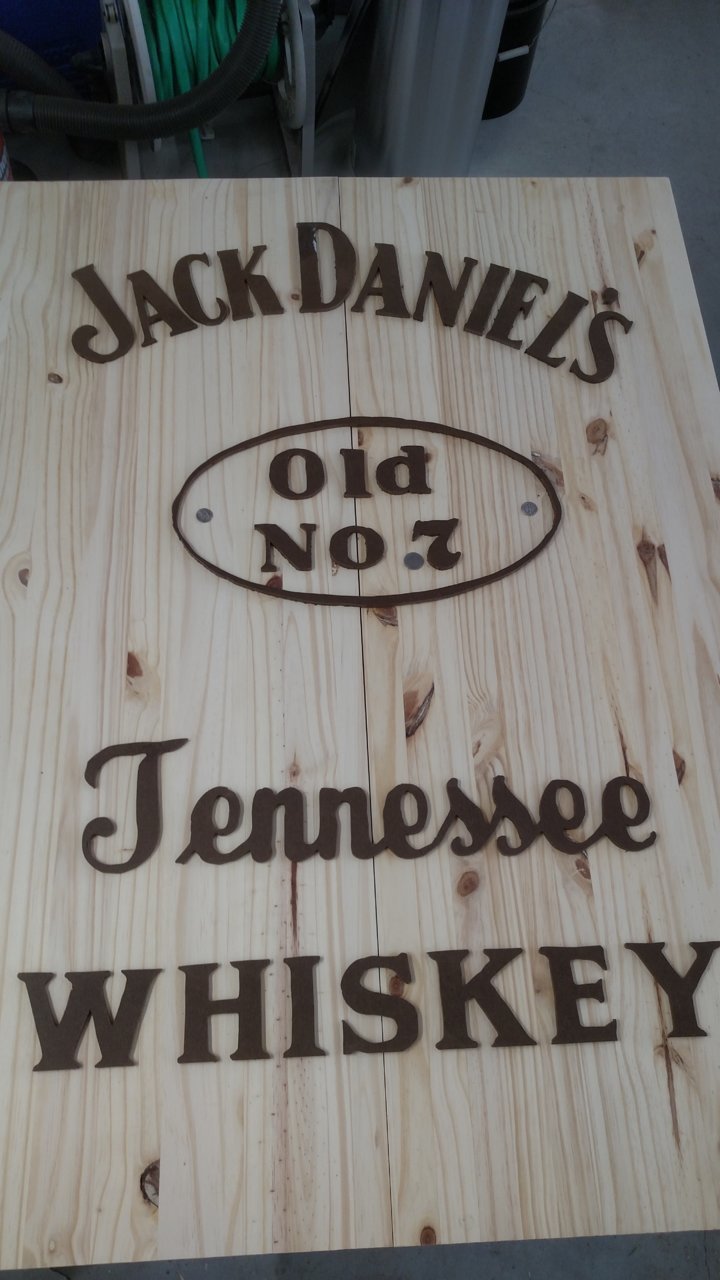 JACK DANIEL'S
Old
No.7
Tennessee
WHISKEY